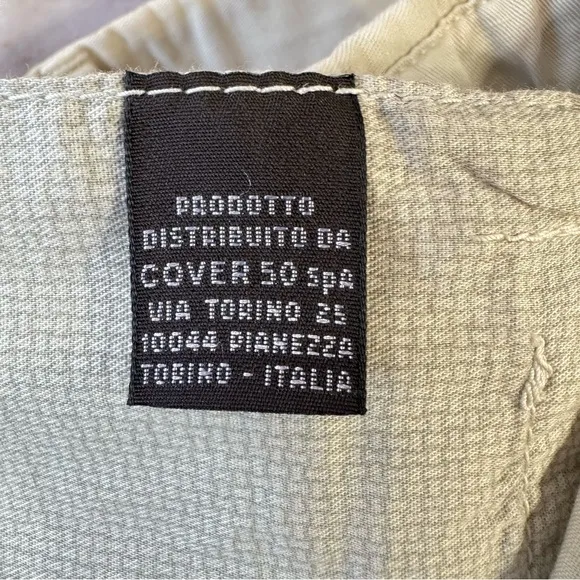 PRODOTTO
DISTRIBUITO DA
COVER 50 SpA
VIA TORINO 25
10044 PIANEZZA
TORINO - ITALIA